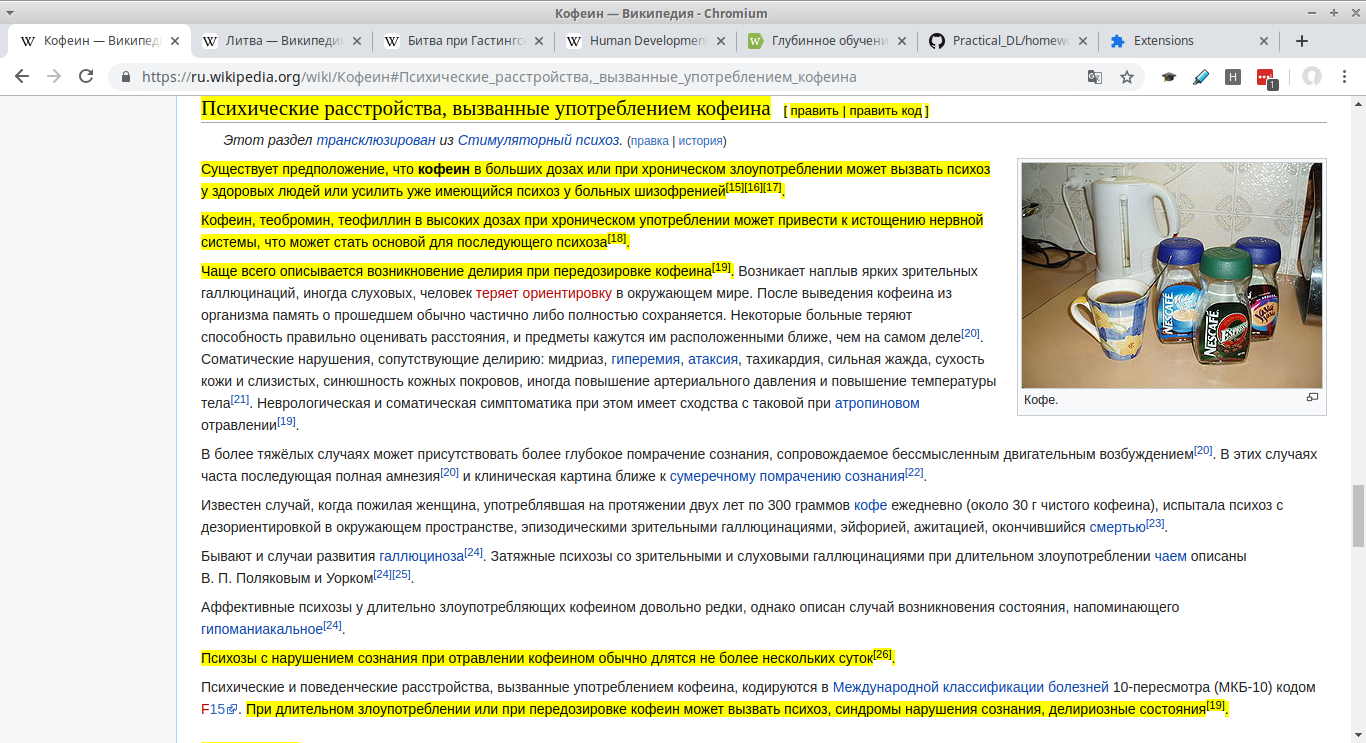 Кофеин — Википедия - Chromium
Кофеин — Википед
Литва — Википедия
Битва при Гастингс
Human Development
Глубинное обучени
Practical_DL/homew
Extensions
https://ru.wikipedia.org/wiki/Кофеин#Психические_расстройства,_вызванные_употреблением_кофеина
H
1
Психические расстройства, вызванные употреблением кофеина [ править | править код ]
Этот раздел трансклюзирован из Стимуляторный психоз. (правка | история)
Существует предположение, что кофеин в больших дозах или при хроническом злоупотреблении может вызвать психоз
у здоровых людей или усилить уже имеющийся психоз у больных шизофренией[15][16][17].
Кофеин, теобромин, теофиллин в высоких дозах при хроническом употреблении может привести к истощению нервной
системы, что может стать основой для последующего психоза[18].
Чаще всего описывается возникновение делирия при передозировке кофеина[19]. Возникает наплыв ярких зрительных
галлюцинаций, иногда слуховых, человек теряет ориентировку в окружающем мире. После выведения кофеина из
организма память о прошедшем обычно частично либо полностью сохраняется. Некоторые больные теряют
способность правильно оценивать расстояния, и предметы кажутся им расположенными ближе, чем на самом деле[20].
Соматические нарушения, сопутствующие делирию: мидриаз, гиперемия, атаксия, тахикардия, сильная жажда, сухость
кожи и слизистых, синюшность кожных покровов, иногда повышение артериального давления и повышение температуры
тела[21]. Неврологическая и соматическая симптоматика при этом имеет сходства с таковой при атропиновом
отравлении[19].
NESCAFÉ
NESCAFÉ
Кофе.
В более тяжёлых случаях может присутствовать более глубокое помрачение сознания, сопровождаемое бессмысленным двигательным возбуждением[20]. В этих случаях
часта последующая полная амнезия[20] и клиническая картина ближе к сумеречному помрачению сознания[22].
Известен случай, когда пожилая женщина, употреблявшая на протяжении двух лет по 300 граммов кофе ежедневно (около 30 г чистого кофеина), испытала психоз с
дезориентировкой в окружающем пространстве, эпизодическими зрительными галлюцинациями, эйфорией, ажитацией, окончившийся смертью[23].
Бывают и случаи развития галлюциноза[24]. Затяжные психозы со зрительными и слуховыми галлюцинациями при длительном злоупотреблении чаем описаны
В. П. Поляковым и Уорком[24][25].
Аффективные психозы у длительно злоупотребляющих кофеином довольно редки, однако описан случай возникновения состояния, напоминающего
гипоманиакальное[24].
Психозы с нарушением сознания при отравлении кофеином обычно длятся не более нескольких суток[26].
Психические и поведенческие расстройства, вызванные употреблением кофеина, кодируются в Международной классификации болезней 10-пересмотра (МКБ-10) кодом
F15. При длительном злоупотреблении или при передозировке кофеин может вызвать психоз, синдромы нарушения сознания, делириозные состояния[19].